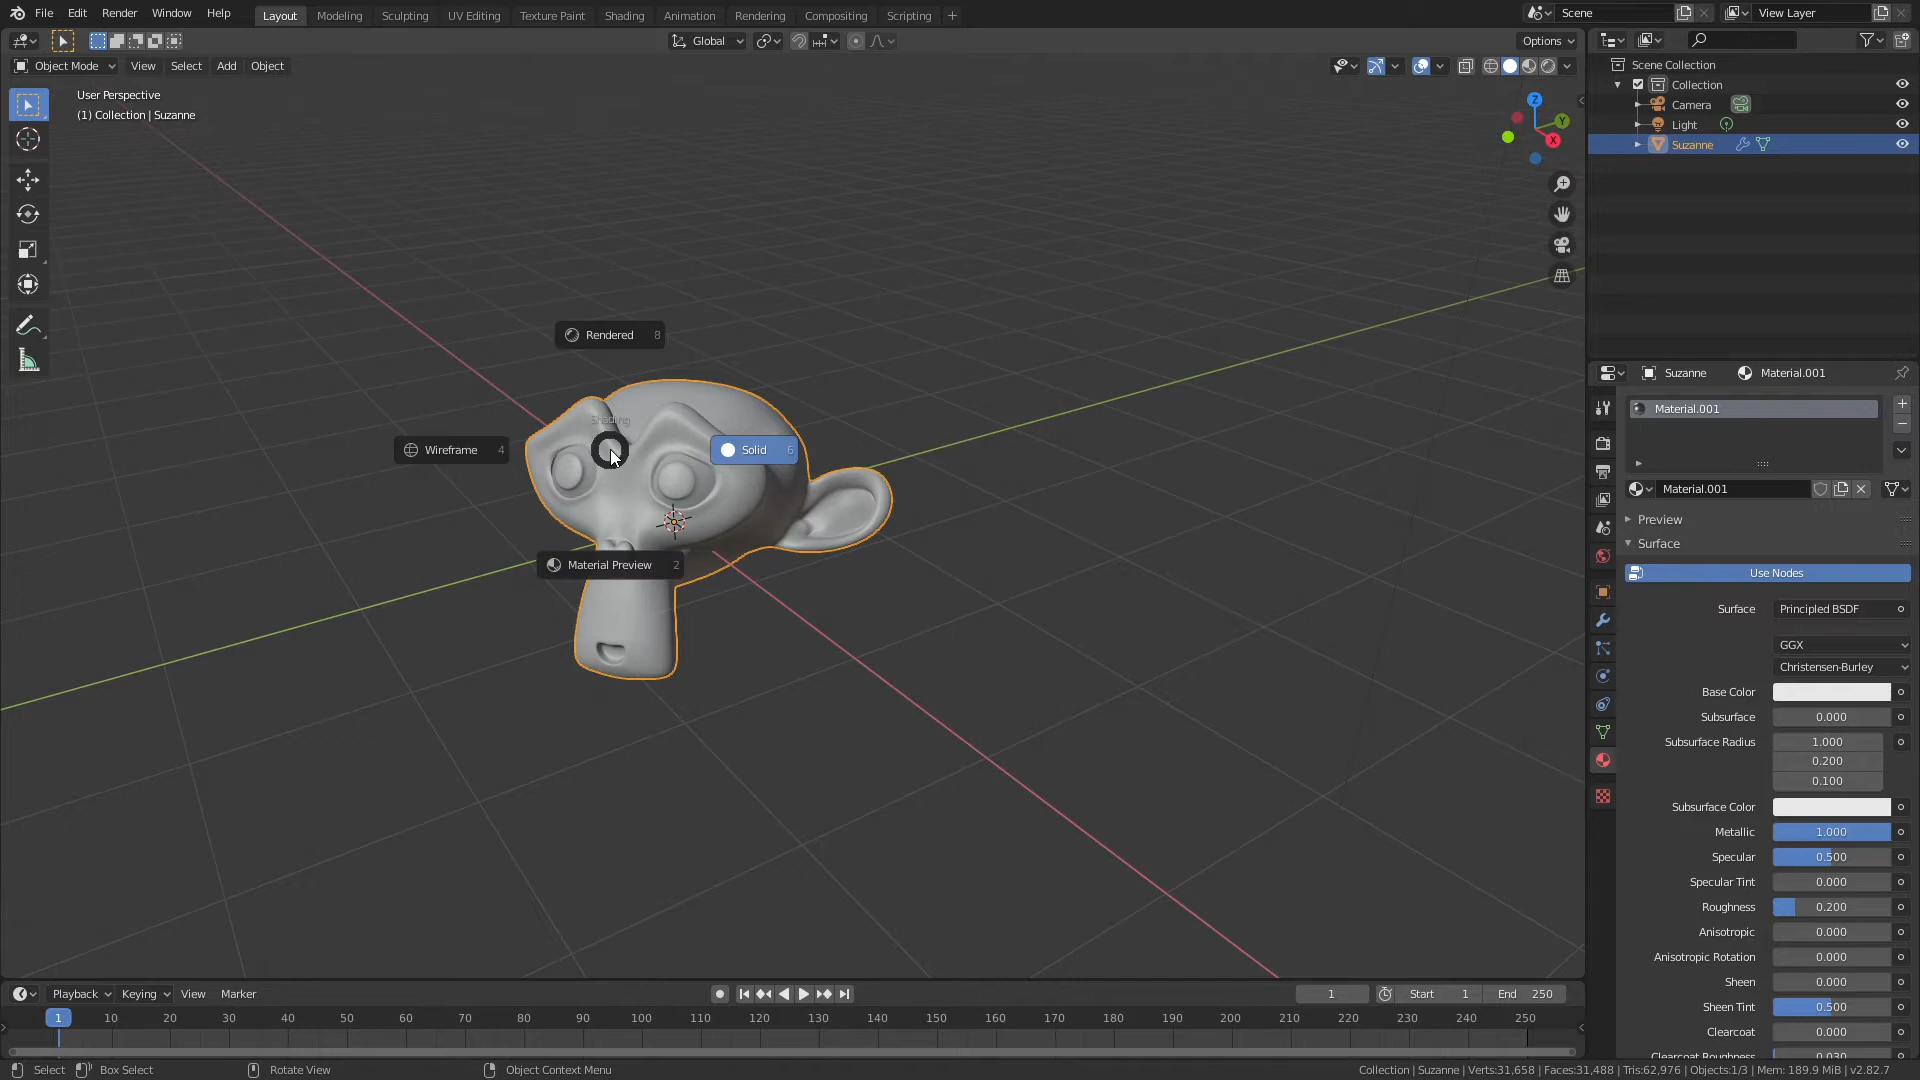 File Edit Render Window Help Layout Modeling Sculpting UV Editing Texture Paint Shading Animation Rendering Compositing Scripting + Scene View Layer
Global Options
Object Mode View Select Add Object
User Perspective
(1) Collection | Suzanne
Z
Y
X
Scene Collection
Collection
Camera
Light
Suzanne
Rendered 8
Shading
Wireframe 4
Solid 6
Material Preview 2
Suzanne Material.001
Material.001
Material.001
Preview
Surface
Use Nodes
Surface Principled BSDF
GGX
Christensen-Burley
Base Color
Subsurface 0.000
Subsurface Radius 1.000
0.200
0.100
Subsurface Color
Metallic 1.000
Specular 0.500
Specular Tint 0.000
Roughness 0.200
Anisotropic 0.000
Anisotropic Rotation 0.000
Sheen 0.000
Sheen Tint 0.500
Clearcoat 0.000
Clearcoat Roughness 0.030
Playback Keying View Marker 1 Start 1 End 250
1 10 20 30 40 50 60 70 80 90 100 110 120 130 140 150 160 170 180 190 200 210 220 230 240 250
Select Box Select Rotate View Object Context Menu Collection | Suzanne | Verts:31,658 | Faces:31,488 | Tris:62,976 | Objects:1/3 | Mem: 189.9 MiB | v2.82.7